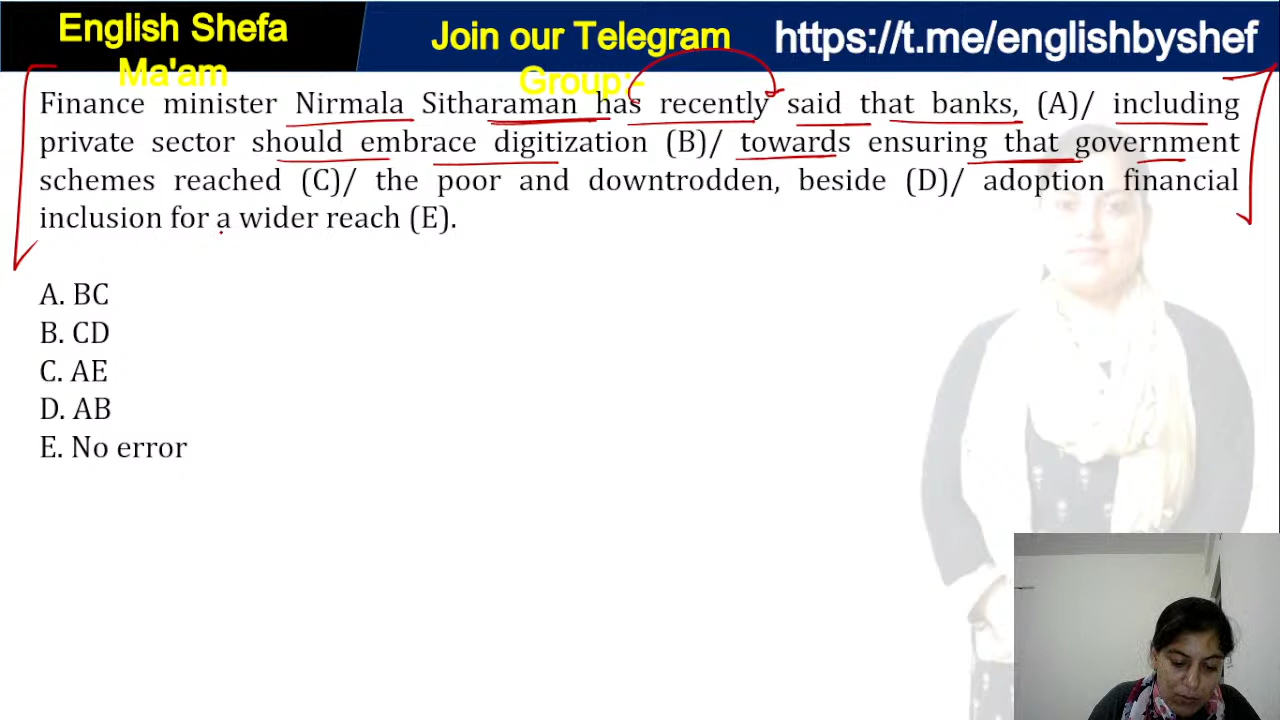 English Shefa
Ma'am
Join our Telegram
Group:-
https://t.me/englishbyshef
Finance minister Nirmala Sitharaman has recently said that banks, (A)/ including
private sector should embrace digitization (B)/ towards ensuring that government
schemes reached (C)/ the poor and downtrodden, beside (D)/ adoption financial
inclusion for a wider reach (E).
A. BC
B. CD
C. AE
D. AB
E. No error